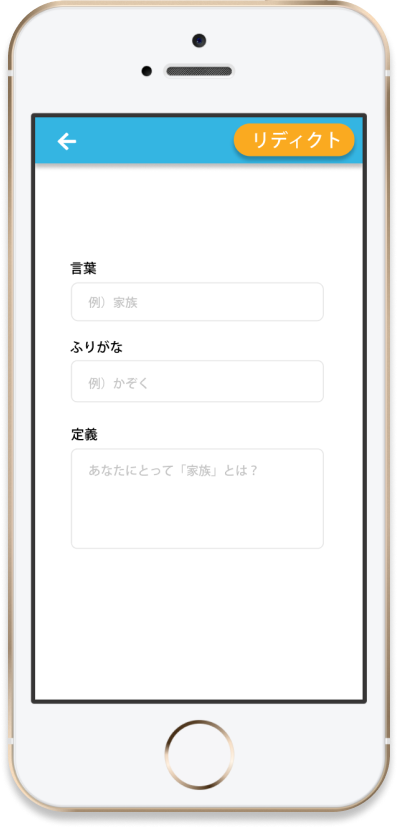 リディクト
言葉
例）家族
ふりがな
例）かぞく
定義
あなたにとって「家族」とは？